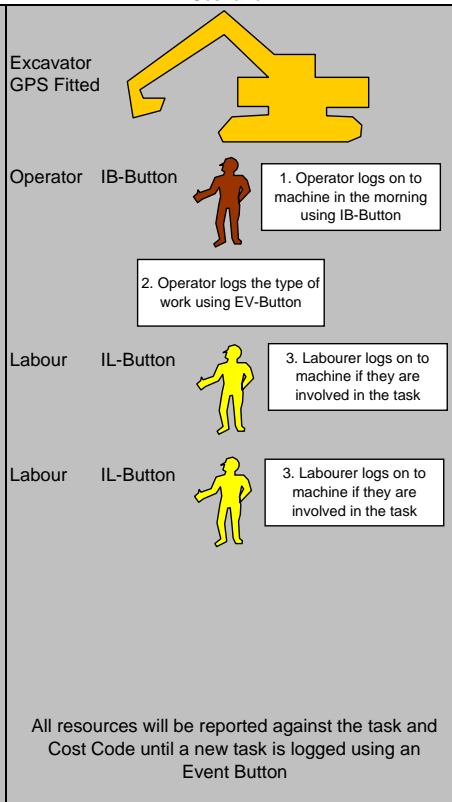 Excavator
GPS Fitted
Operator IB-Button
1. Operator logs on to
machine in the morning
using IB-Button
2. Operator logs the type of
work using EV-Button
Labour IL-Button
3. Labourer logs on to
machine if they are
involved in the task
Labour IL-Button
3. Labourer logs on to
machine if they are
involved in the task
All resources will be reported against the task and
Cost Code until a new task is logged using an
Event Button